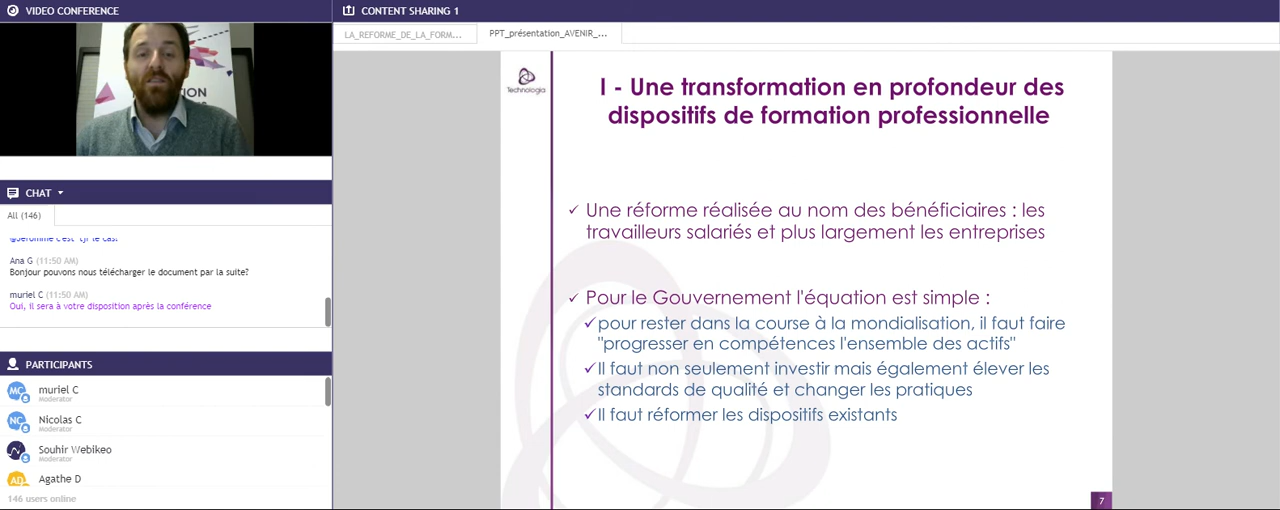 VIDEO CONFERENCE
CHAT
All (146)
Ana G (11:50 AM)
Bonjour pouvons nous télécharger le document par la suite?
muriel C (11:50 AM)
Oui, il sera à votre disposition après la conférence
PARTICIPANTS
MC muriel C
Moderator
NC Nicolas C
Moderator
Souhir Webikeo
Moderator
AD Agathe D
146 users online
CONTENT SHARING 1
LA_REFORME_DE_LA_FORM...
PPT_présentation_AVENIR_...
Technologia
I - Une transformation en profondeur des
dispositifs de formation professionnelle
Une réforme réalisée au nom des bénéficiaires : les
travailleurs salariés et plus largement les entreprises
Pour le Gouvernement l'équation est simple :
pour rester dans la course à la mondialisation, il faut faire
"progresser en compétences l'ensemble des actifs"
Il faut non seulement investir mais également élever les
standards de qualité et changer les pratiques
Il faut réformer les dispositifs existants
7